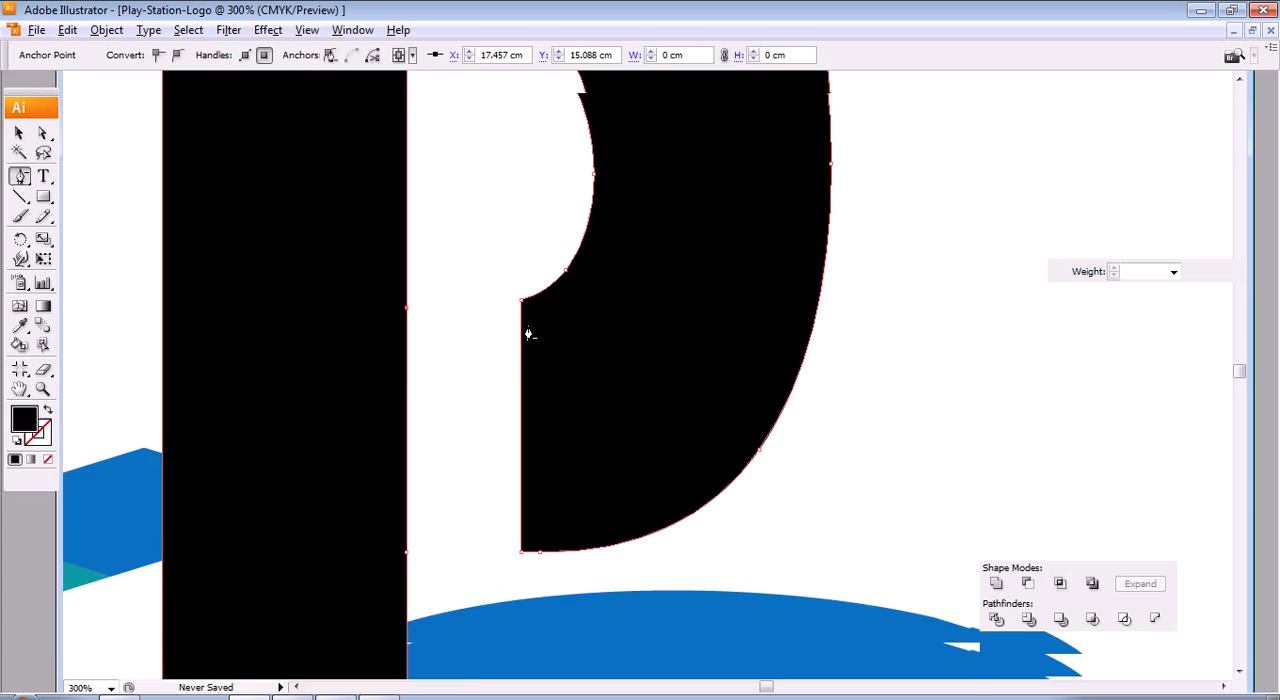 Adobe Illustrator - [Play-Station-Logo @ 300% (CMYK/Preview) ]
File Edit Object Type Select Filter Effect View Window Help
Anchor Point Convert: Handles: Anchors: X: 17.457 cm Y: 15.088 cm W: 0 cm H: 0 cm
Ai
T
Weight:
Shape Modes:
Expand
Pathfinders:
300% Never Saved